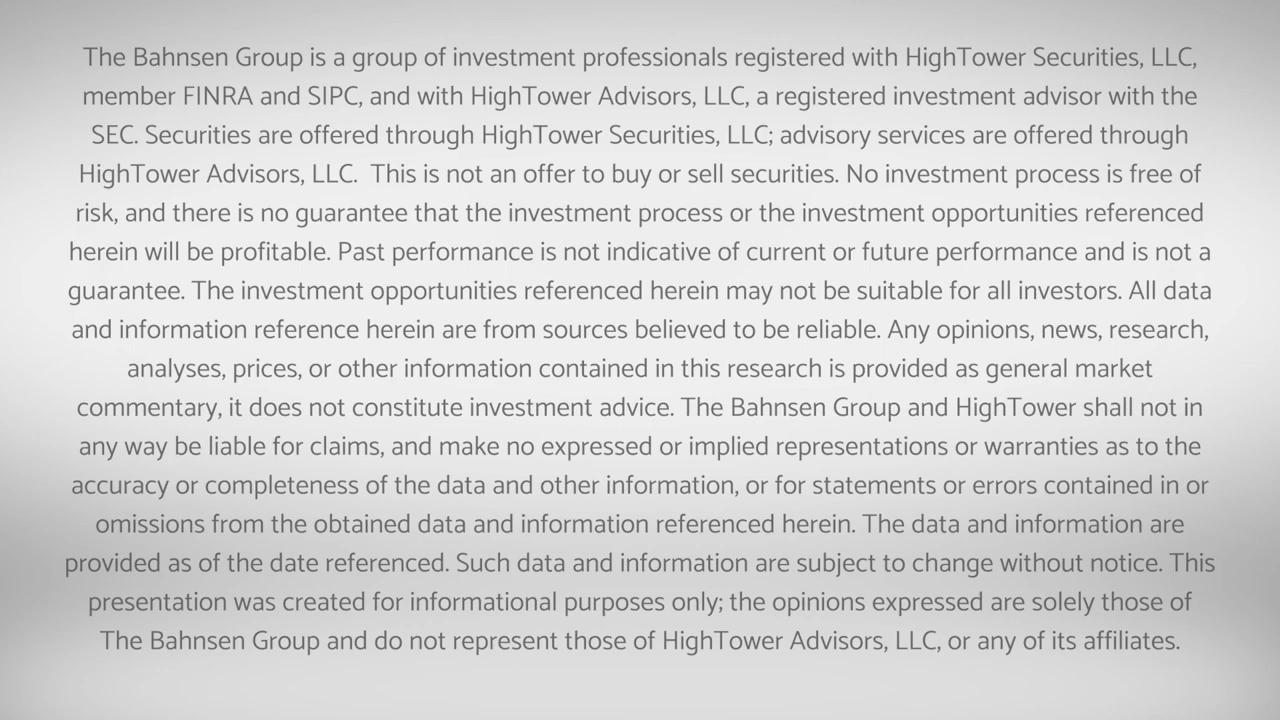 The Bahnsen Group is a group of investment professionals registered with HighTower Securities, LLC,
member FINRA and SIPC, and with HighTower Advisors, LLC, a registered investment advisor with the
SEC. Securities are offered through HighTower Securities, LLC; advisory services are offered through
HighTower Advisors, LLC.  This is not an offer to buy or sell securities. No investment process is free of
risk, and there is no guarantee that the investment process or the investment opportunities referenced
herein will be profitable. Past performance is not indicative of current or future performance and is not a
guarantee. The investment opportunities referenced herein may not be suitable for all investors. All data
and information reference herein are from sources believed to be reliable. Any opinions, news, research,
analyses, prices, or other information contained in this research is provided as general market
commentary, it does not constitute investment advice. The Bahnsen Group and HighTower shall not in
any way be liable for claims, and make no expressed or implied representations or warranties as to the
accuracy or completeness of the data and other information, or for statements or errors contained in or
omissions from the obtained data and information referenced herein. The data and information are
provided as of the date referenced. Such data and information are subject to change without notice. This
presentation was created for informational purposes only; the opinions expressed are solely those of
The Bahnsen Group and do not represent those of HighTower Advisors, LLC, or any of its affiliates.